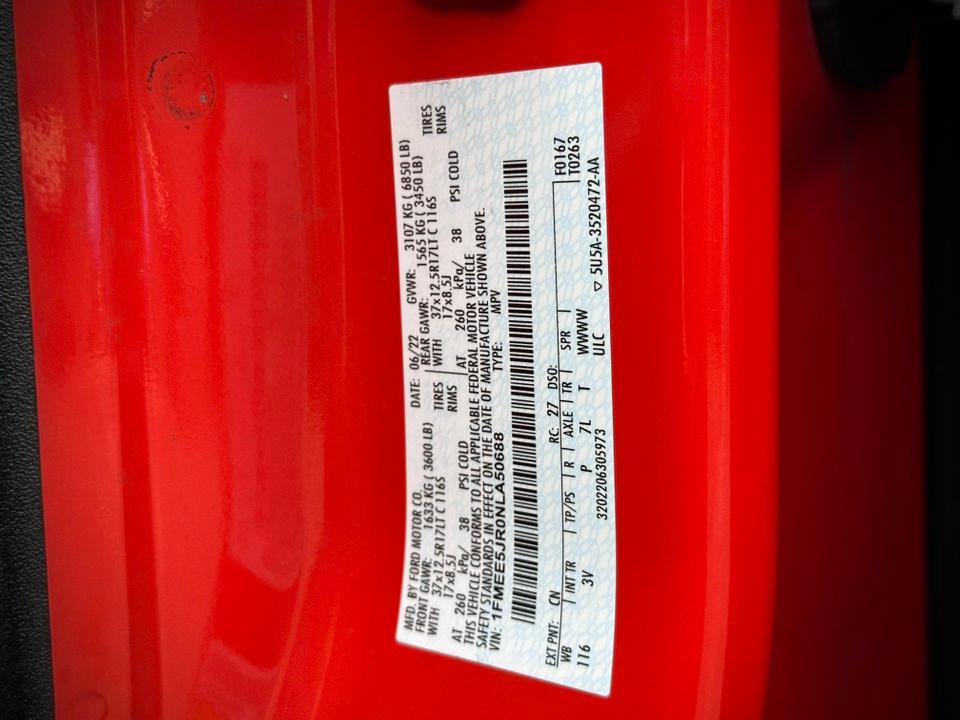 MFD. BY FORD MOTOR CO. DATE: 06/22 GVWR: 3107 KG ( 6850 LB)
FRONT GAWR: 1633 KG ( 3600 LB) REAR GAWR: 1565 KG ( 3450 LB)
WITH 37x12.5R17LT C 116S TIRES WITH 37x12.5R17LT C 116S TIRES
17x8.5J RIMS 17x8.5J RIMS
AT 260 kPa/ 38 PSI COLD AT 260 kPa/ 38 PSI COLD
THIS VEHICLE CONFORMS TO ALL APPLICABLE FEDERAL MOTOR VEHICLE
SAFETY STANDARDS IN EFFECT ON THE DATE OF MANUFACTURE SHOWN ABOVE.
VIN: 1FMEE5JR0NLA50688 TYPE: MPV
EXT PNT: CN RC: 27 DSO: F0167
WB INT TR TP/PS R AXLE TR SPR T0263
116 3V P 7L T WWWW
ULC
3202206305973 ▽ 5U5A-3520472-AA